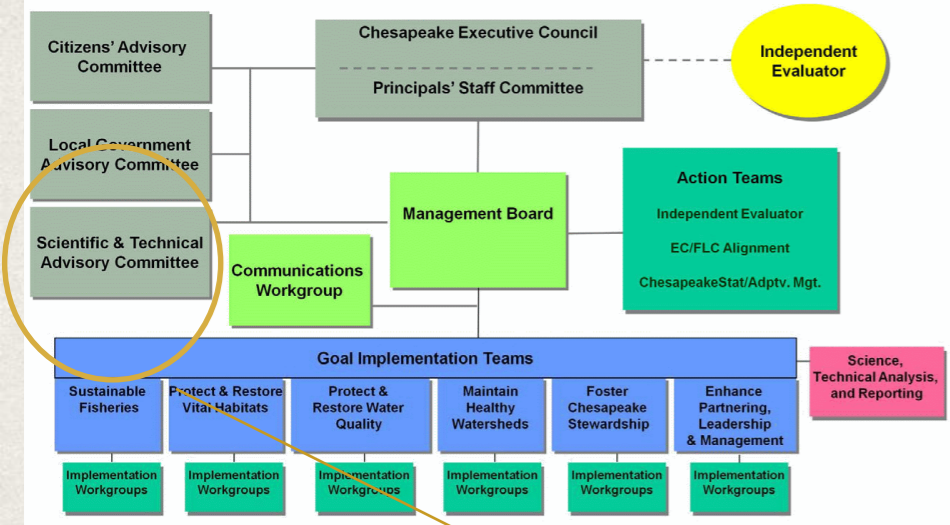 Citizens' Advisory
Committee
Chesapeake Executive Council
Principals' Staff Committee
Independent
Evaluator
Local Government
Advisory Committee
Scientific & Technical
Advisory Committee
Management Board
Action Teams
Independent Evaluator
EC/FLC Alignment
ChesapeakeStat/Adptv. Mgt.
Communications
Workgroup
Goal Implementation Teams
Science,
Technical Analysis,
and Reporting
Sustainable
Fisheries
Protect & Restore
Vital Habitats
Protect &
Restore Water
Quality
Maintain
Healthy
Watersheds
Foster
Chesapeake
Stewardship
Enhance
Partnering,
Leadership
& Management
Implementation
Workgroups
Implementation
Workgroups
Implementation
Workgroups
Implementation
Workgroups
Implementation
Workgroups
Implementation
Workgroups